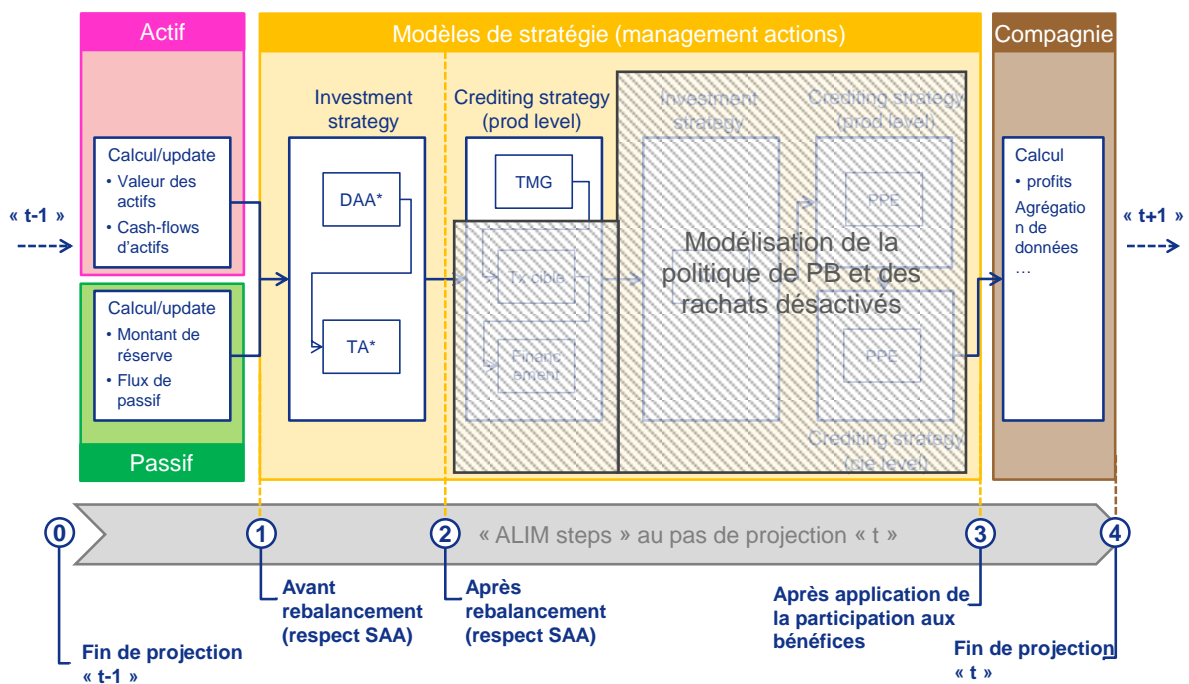 Actif
Modèles de stratégie (management actions)
Compagnie
Investment
strategy
Crediting strategy
(prod level)
Investment
strategy
Crediting strategy
(prod level)
Calcul/update
• Valeur des
actifs
• Cash-flows
d’actifs
DAA*
TMG
PPE
Calcul
• profits
Agrégatio
n de
données
…
« t-1 »
« t+1 »
Modélisation de la
politique de PB et des
rachats désactivés
Tx cible
Calcul/update
• Montant de
réserve
• Flux de
passif
TA*
Financ
ement
PPE
Crediting strategy
(cie level)
Passif
0
1
2
« ALIM steps » au pas de projection « t »
3
4
Avant
rebalancement
(respect SAA)
Après
rebalancement
(respect SAA)
Après application de
la participation aux
bénéfices
Fin de projection
« t-1 »
Fin de projection
« t »